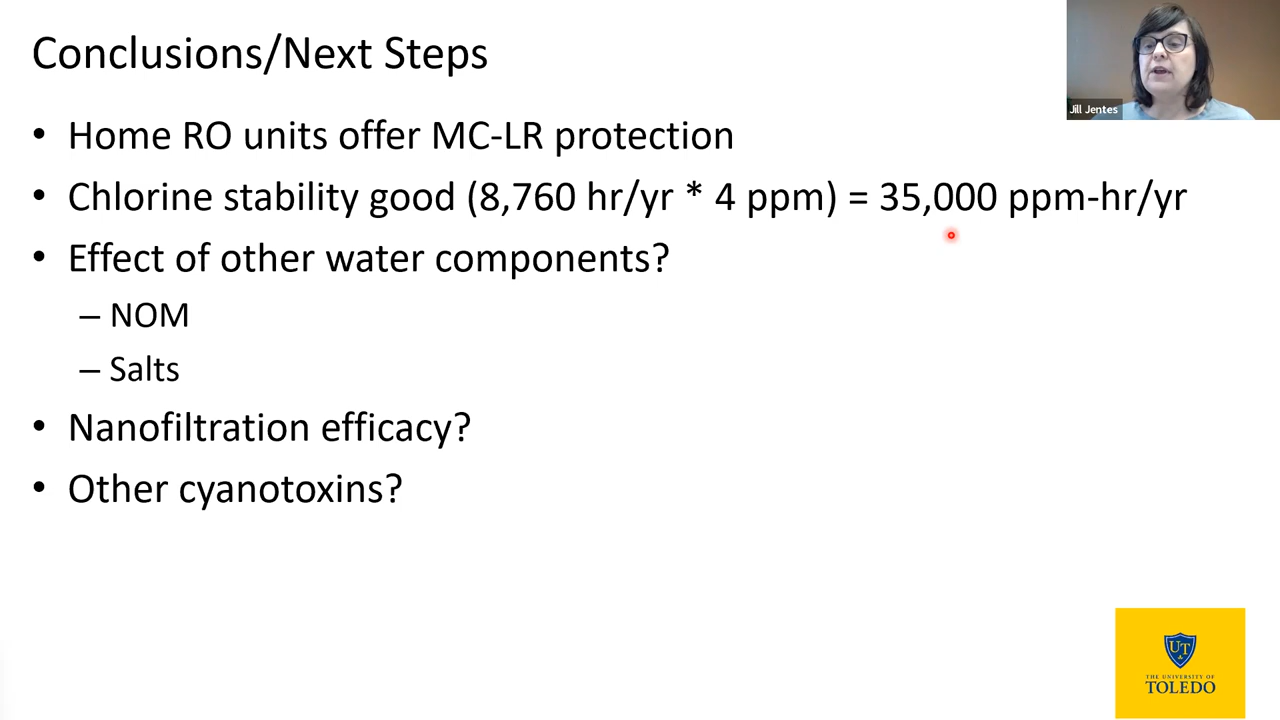 Conclusions/Next Steps
Jill Jentes
• Home RO units offer MC-LR protection
• Chlorine stability good (8,760 hr/yr * 4 ppm) = 35,000 ppm-hr/yr
• Effect of other water components?
– NOM
– Salts
• Nanofiltration efficacy?
• Other cyanotoxins?
UT
THE UNIVERSITY OF
TOLEDO